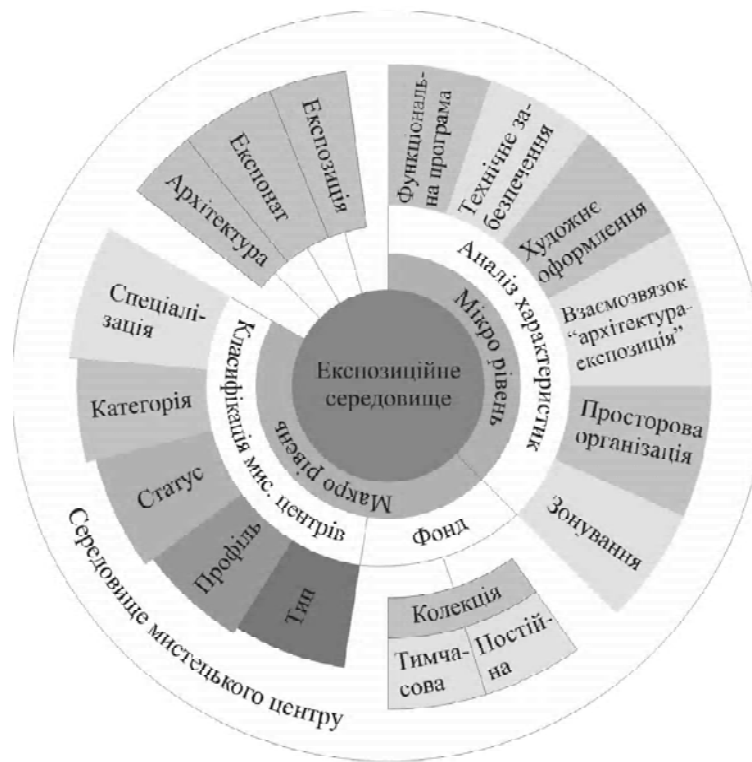 Експозиційне
середовище
Мікро рівень
Макро рівень
Аналіз характеристик
Функціональ-
на програма
Технічне за-
безпечення
Художнє
оформлення
Взаємозвязок
“архітектура-
експозиція”
Просторова
організація
Зонування
Фонд
Колекція
Тимча-
сова
Постій-
на
Класифікація мис. центрів
Тип
Профіль
Статус
Категорія
Спеціалі-
зація
Архітектура
Експонат
Експозиція
Середовище мистецького центру